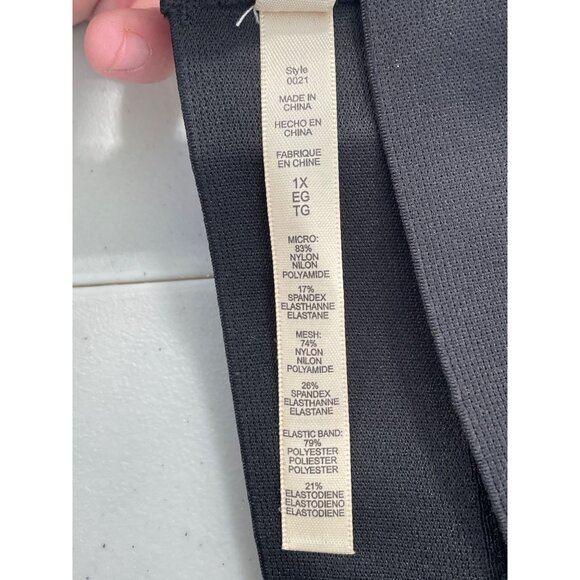 Style
0021
MADE IN
CHINA
HECHO EN
CHINA
FABRIQUE
EN CHINE
1X
EG
TG
MICRO:
83%
NYLON
NILON
POLYAMIDE
17%
SPANDEX
ELASTHANNE
ELASTANE
MESH:
74%
NYLON
NILON
POLYAMIDE
26%
SPANDEX
ELASTHANNE
ELASTANE
ELASTIC BAND:
79%
POLYESTER
POLIESTER
POLYESTER
21%
ELASTODIENE
ELASTODIENO
ELASTODIENE